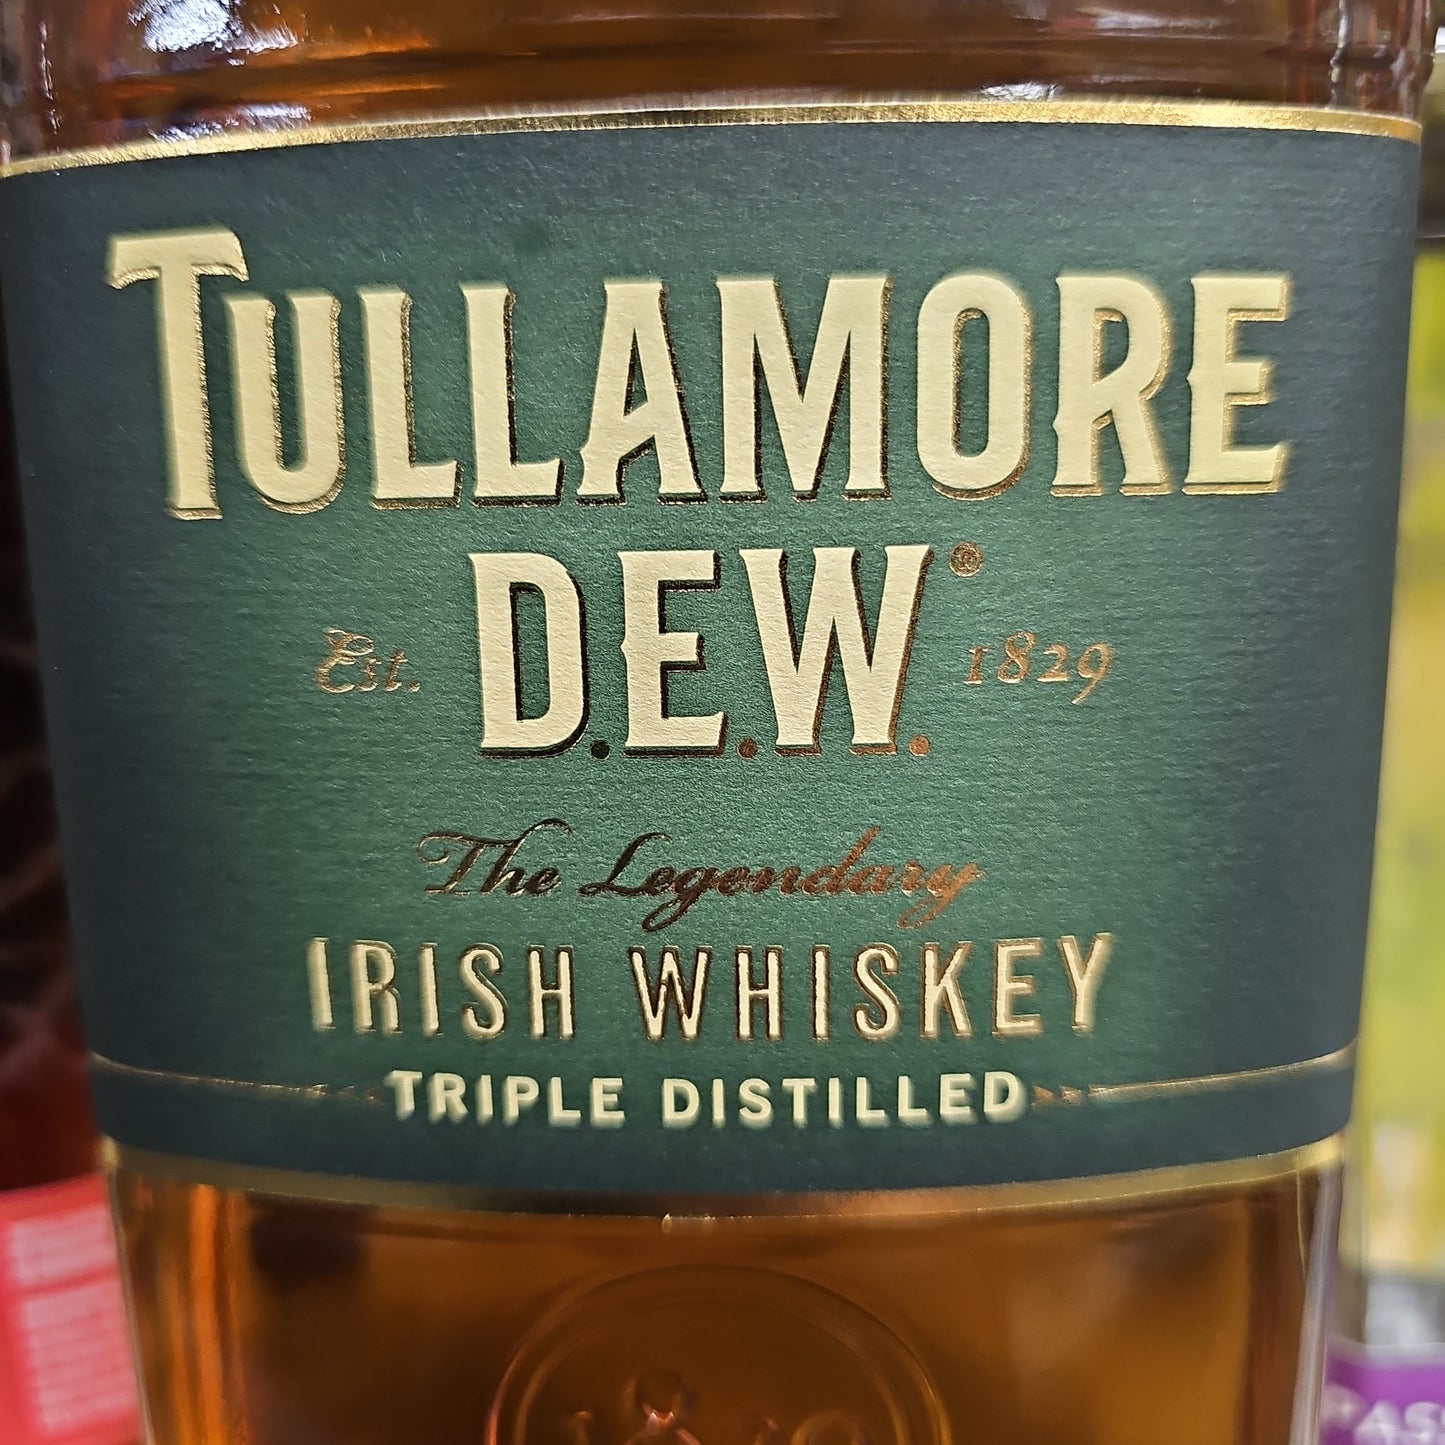 TULLAMORE
D.E.W.®
Est. 1829
The Legendary
IRISH WHISKEY
TRIPLE DISTILLED